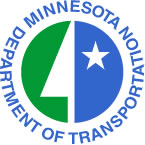 MINNESOTA
DEPARTMENT OF TRANSPORTATION